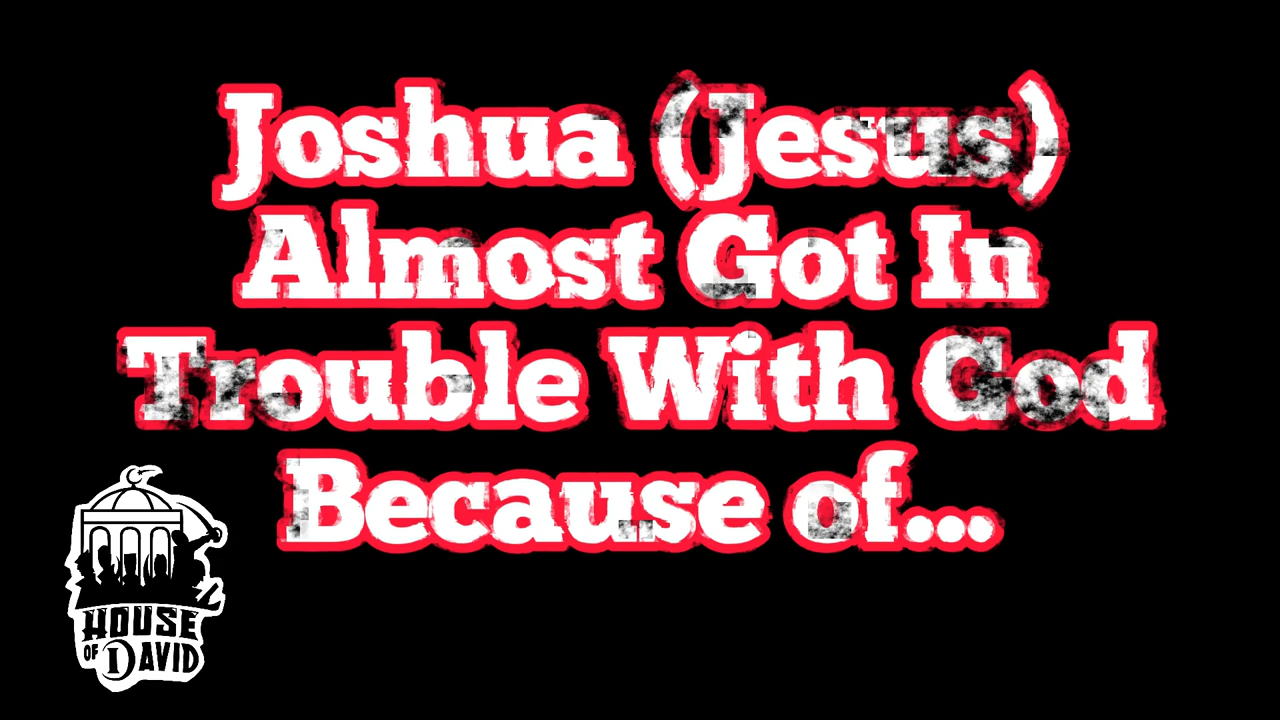 Joshua (Jesus)
Almost Got In
Trouble With God
Because of...
HOUSE
OF DAVID